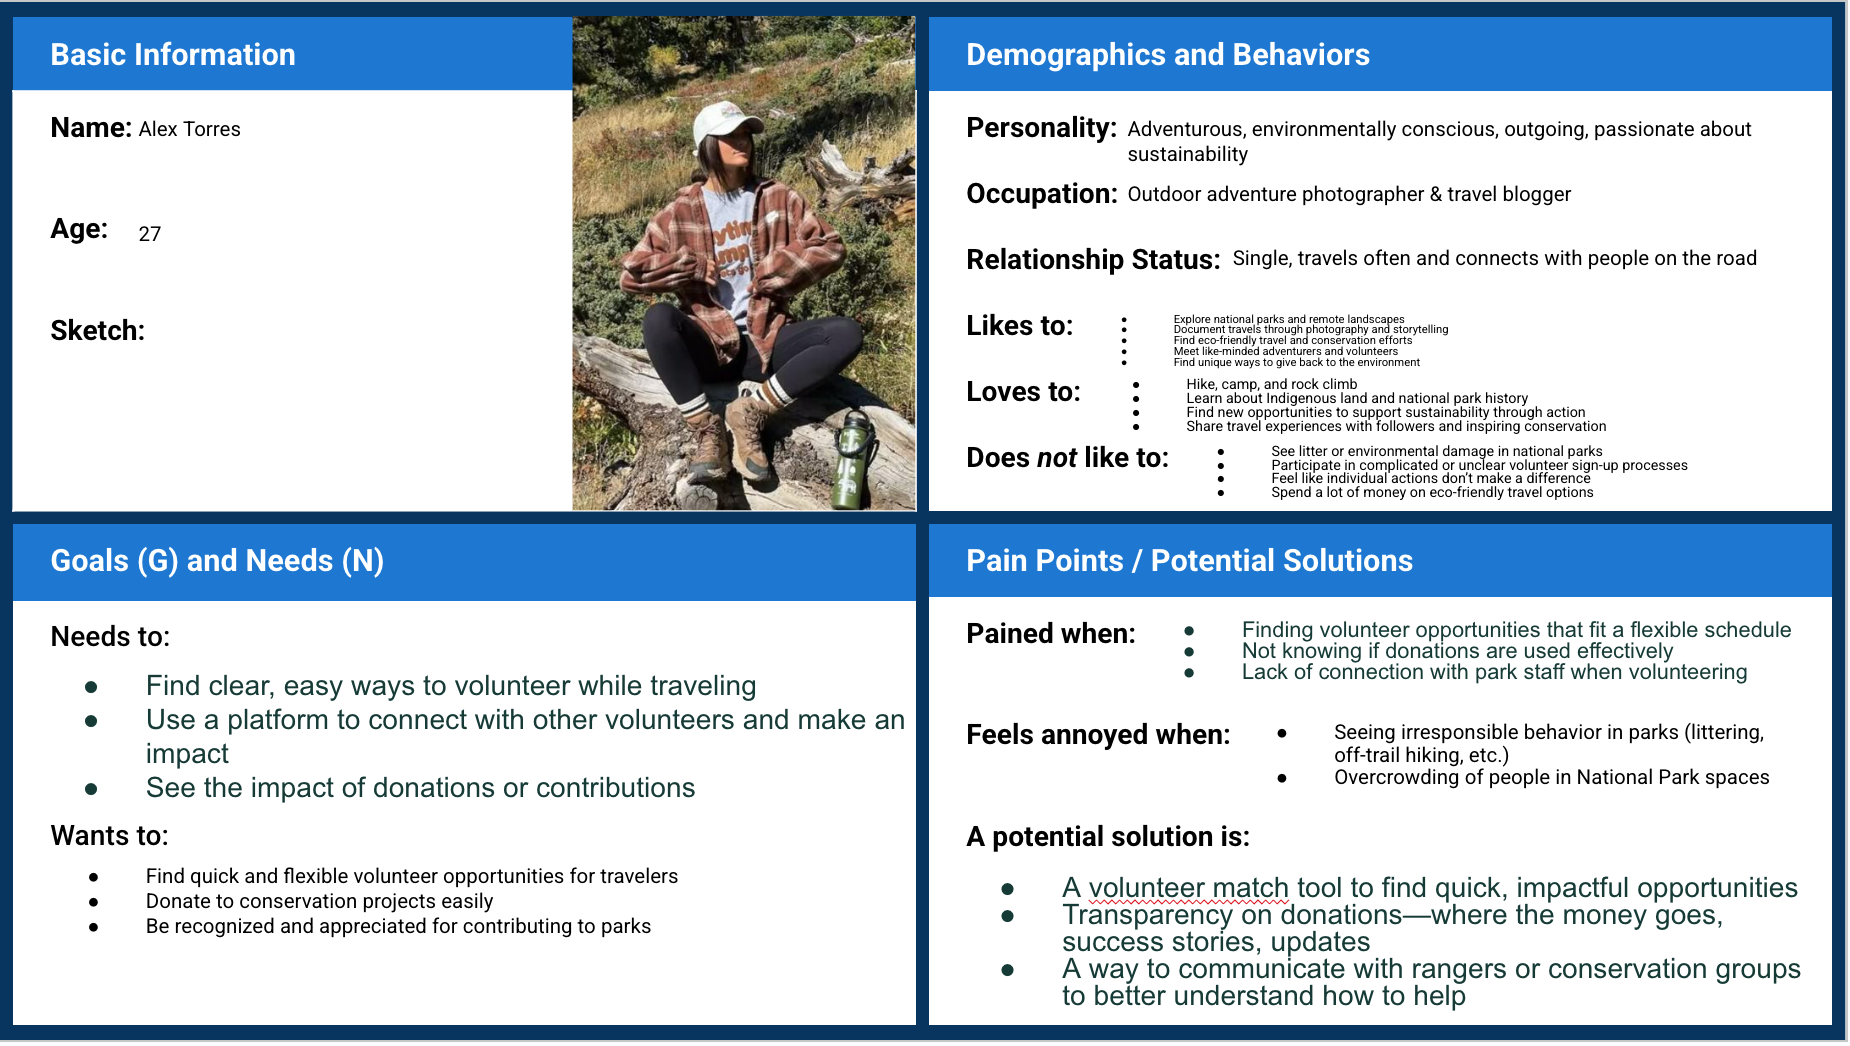 Basic Information
Name: Alex Torres
Age: 27
Sketch:
Demographics and Behaviors
Personality: Adventurous, environmentally conscious, outgoing, passionate about
sustainability
Occupation: Outdoor adventure photographer & travel blogger
Relationship Status: Single, travels often and connects with people on the road
Likes to:
● Explore national parks and remote landscapes
● Document travels through photography and storytelling
● Find eco-friendly travel and conservation efforts
● Meet like-minded adventurers and volunteers
● Find unique ways to give back to the environment
Loves to:
● Hike, camp, and rock climb
● Learn about Indigenous land and national park history
● Find new opportunities to support sustainability through action
● Share travel experiences with followers and inspiring conservation
Does not like to:
● See litter or environmental damage in national parks
● Participate in complicated or unclear volunteer sign-up processes
● Feel like individual actions don't make a difference
● Spend a lot of money on eco-friendly travel options
Goals (G) and Needs (N)
Needs to:
● Find clear, easy ways to volunteer while traveling
● Use a platform to connect with other volunteers and make an
impact
● See the impact of donations or contributions
Wants to:
● Find quick and flexible volunteer opportunities for travelers
● Donate to conservation projects easily
● Be recognized and appreciated for contributing to parks
Pain Points / Potential Solutions
Pained when:
● Finding volunteer opportunities that fit a flexible schedule
● Not knowing if donations are used effectively
● Lack of connection with park staff when volunteering
Feels annoyed when:
● Seeing irresponsible behavior in parks (littering,
off-trail hiking, etc.)
● Overcrowding of people in National Park spaces
A potential solution is:
● A volunteer match tool to find quick, impactful opportunities
● Transparency on donations—where the money goes,
success stories, updates
● A way to communicate with rangers or conservation groups
to better understand how to help